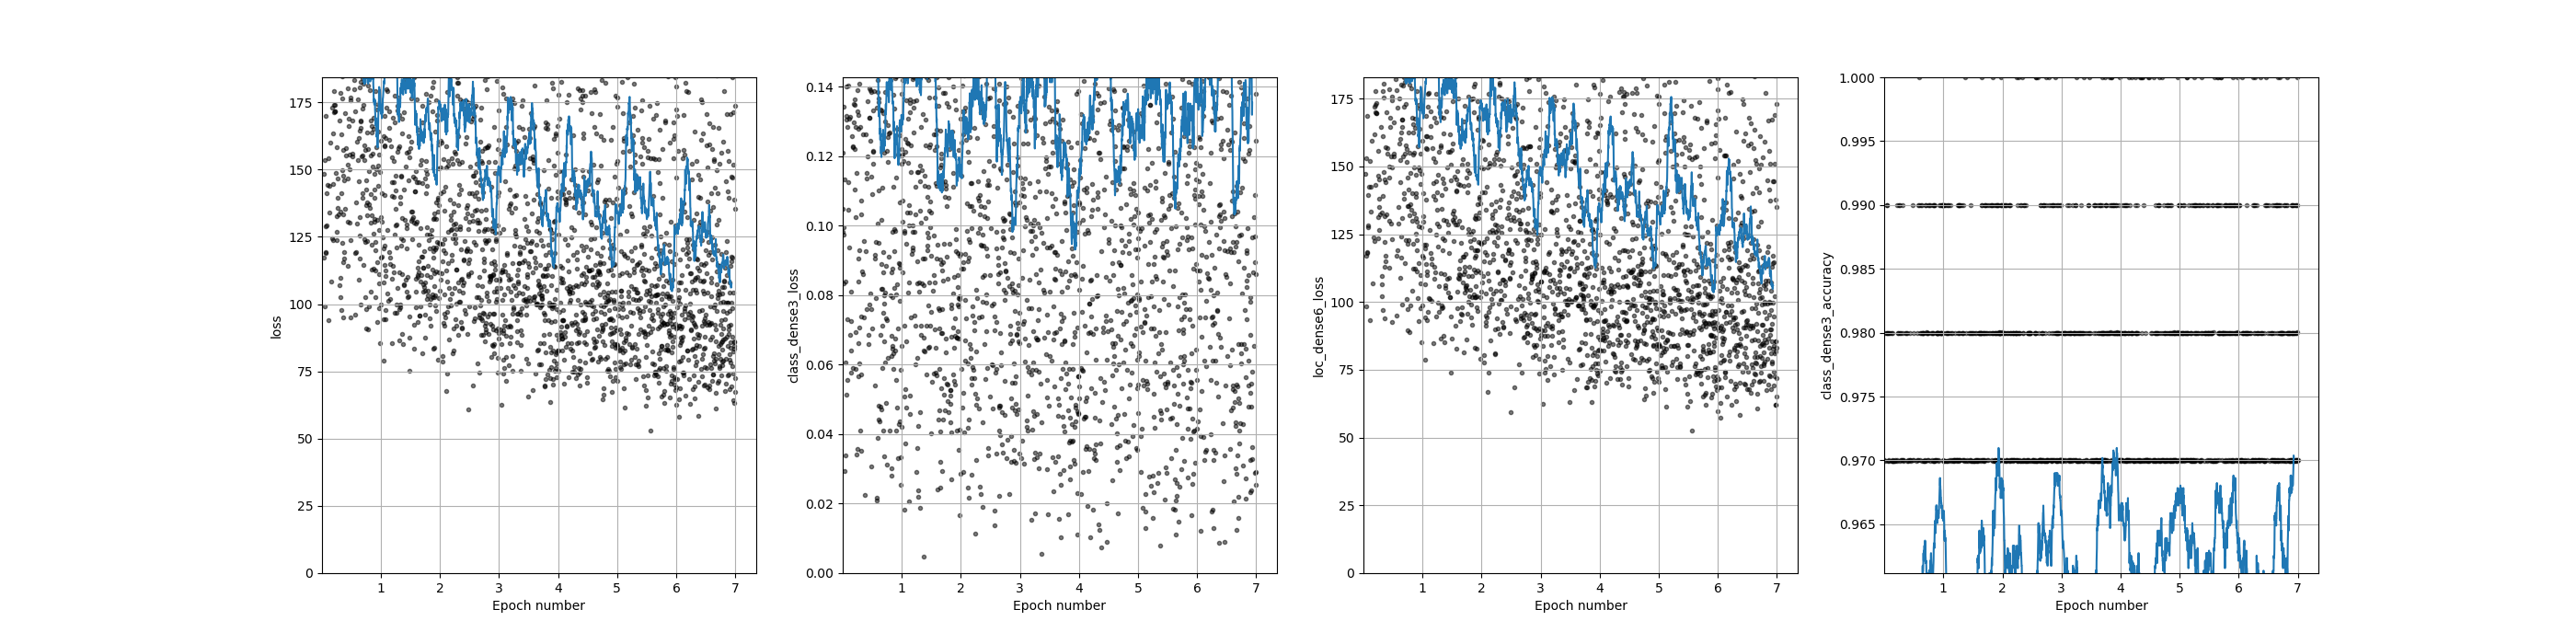 loss
175
150
125
100
75
50
25
0
1 2 3 4 5 6 7
Epoch number
class_dense3_loss
0.14
0.12
0.10
0.08
0.06
0.04
0.02
0.00
1 2 3 4 5 6 7
Epoch number
loc_dense6_loss
175
150
125
100
75
50
25
0
1 2 3 4 5 6 7
Epoch number
class_dense3_accuracy
1.000
0.995
0.990
0.985
0.980
0.975
0.970
0.965
1 2 3 4 5 6 7
Epoch number